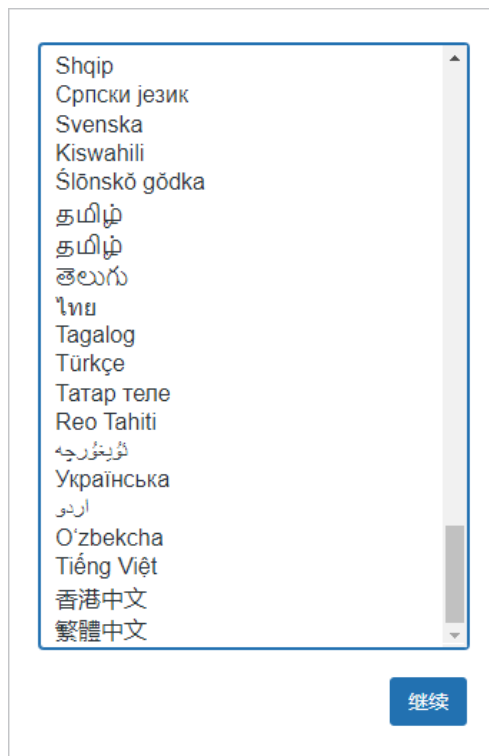 Shqip
Српски језик
Svenska
Kiswahili
Ślōnskŏ gŏdka
தமிழ்
தமிழ்
తెలుగు
ไทย
Tagalog
Türkçe
Татар теле
Reo Tahiti
ئۇيغۇرچە
Українська
اردو
O‘zbekcha
Tiếng Việt
香港中文
繁體中文
继续